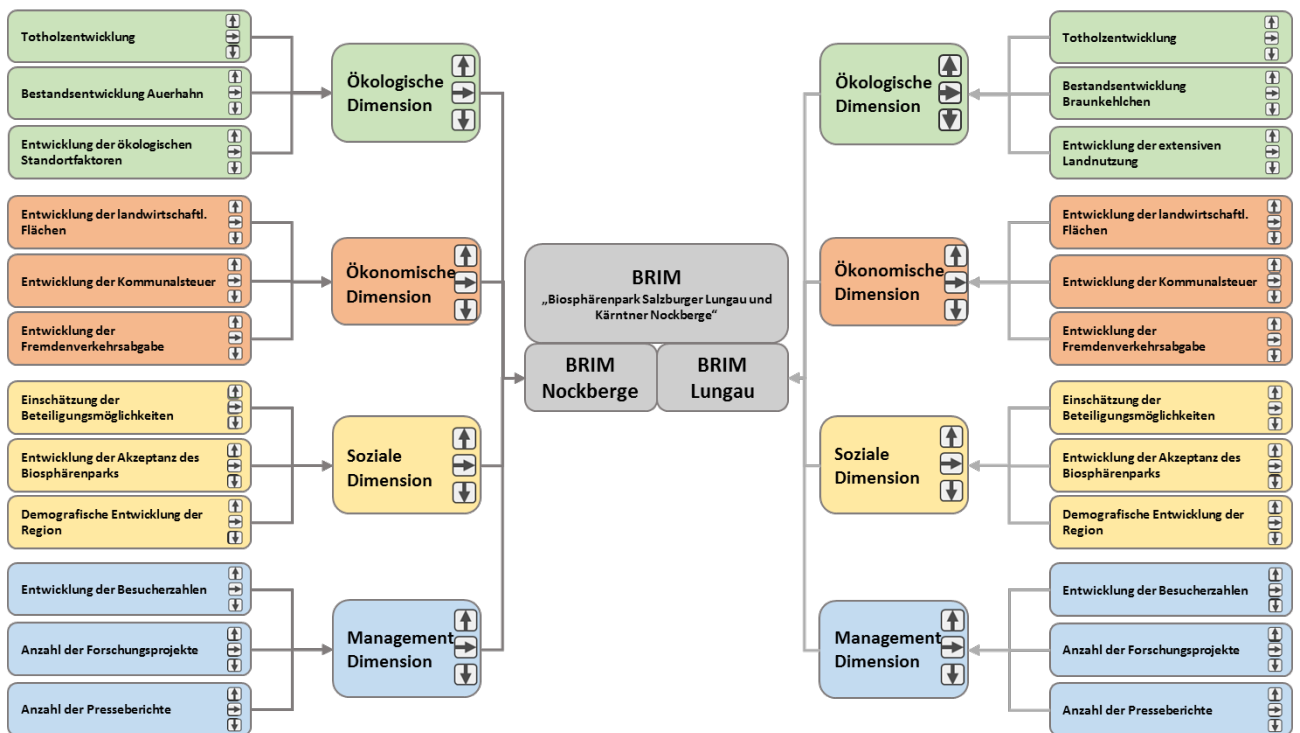 Totholzentwicklung
Bestandsentwicklung Auerhahn
Entwicklung der ökologischen
Standortfaktoren
Ökologische
Dimension
Entwicklung der landwirtschaftl.
Flächen
Entwicklung der Kommunalsteuer
Entwicklung der
Fremdenverkehrsabgabe
Ökonomische
Dimension
Einschätzung der
Beteiligungsmöglichkeiten
Entwicklung der Akzeptanz des
Biosphärenparks
Demografische Entwicklung der
Region
Soziale
Dimension
Entwicklung der Besucherzahlen
Anzahl der Forschungsprojekte
Anzahl der Presseberichte
Management
Dimension
BRIM
„Biosphärenpark Salzburger Lungau und
Kärntner Nockberge“
BRIM
Nockberge
BRIM
Lungau
Ökologische
Dimension
Totholzentwicklung
Bestandsentwicklung
Braunkehlchen
Entwicklung der extensiven
Landnutzung
Ökonomische
Dimension
Entwicklung der landwirtschaftl.
Flächen
Entwicklung der Kommunalsteuer
Entwicklung der
Fremdenverkehrsabgabe
Soziale
Dimension
Einschätzung der
Beteiligungsmöglichkeiten
Entwicklung der Akzeptanz des
Biosphärenparks
Demografische Entwicklung der
Region
Management
Dimension
Entwicklung der Besucherzahlen
Anzahl der Forschungsprojekte
Anzahl der Presseberichte